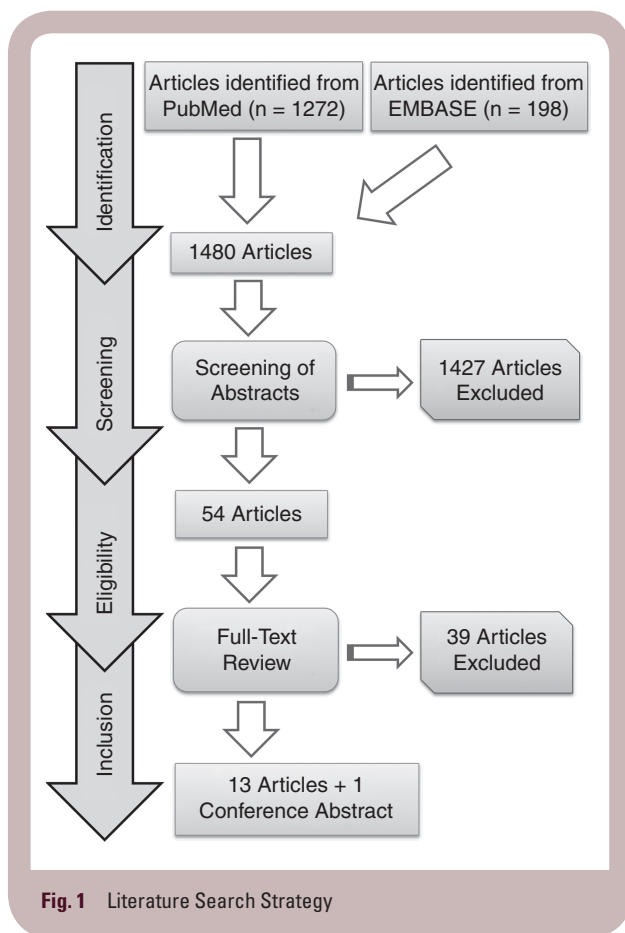 Identification
Articles identified from
PubMed (n = 1272)
Articles identified from
EMBASE (n = 198)
1480 Articles
Screening
Screening of
Abstracts
1427 Articles
Excluded
Eligibility
54 Articles
Full-Text
Review
39 Articles
Excluded
Inclusion
13 Articles + 1
Conference Abstract
Fig. 1 Literature Search Strategy